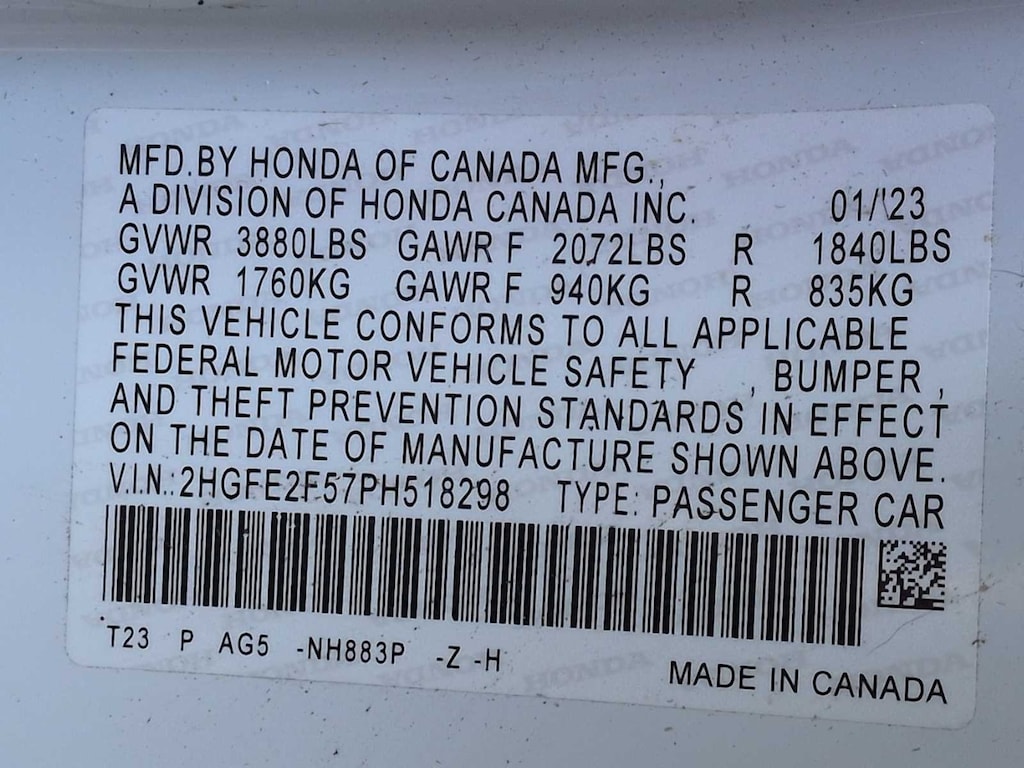 MFD.BY HONDA OF CANADA MFG.,
A DIVISION OF HONDA CANADA INC. 01/23
GVWR 3880LBS GAWR F 2072LBS R 1840LBS
GVWR 1760KG GAWR F 940KG R 835KG
THIS VEHICLE CONFORMS TO ALL APPLICABLE
FEDERAL MOTOR VEHICLE SAFETY , BUMPER ,
AND THEFT PREVENTION STANDARDS IN EFFECT
ON THE DATE OF MANUFACTURE SHOWN ABOVE.
V.I.N.:2HGFE2F57PH518298 TYPE: PASSENGER CAR
T23 P AG5 -NH883P -Z -H
MADE IN CANADA